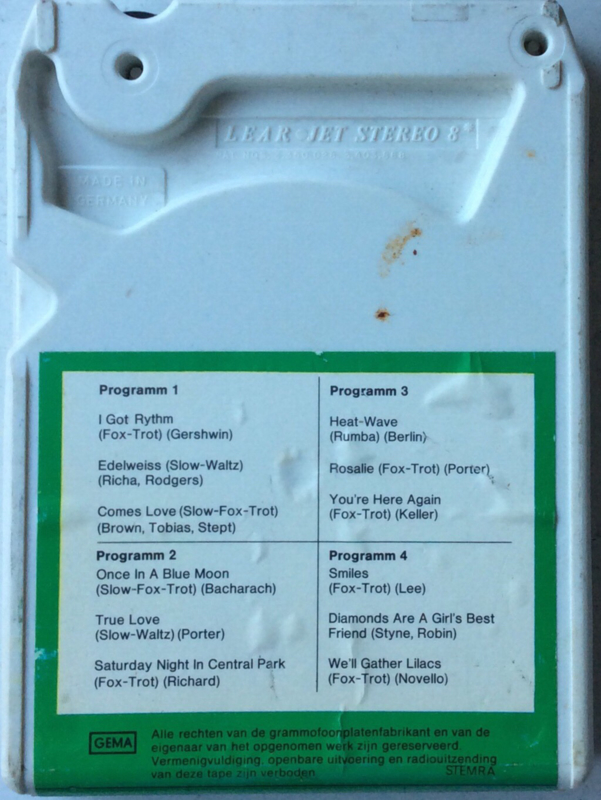 LEAR JET STEREO 8
MADE IN
GERMANY
Programm 1
I Got Rythm
(Fox-Trot) (Gershwin)
Edelweiss (Slow-Waltz)
(Richa, Rodgers)
Comes Love (Slow-Fox-Trot)
(Brown, Tobias, Stept)
Programm 2
Once In A Blue Moon
(Slow-Fox-Trot) (Bacharach)
True Love
(Slow-Waltz) (Porter)
Saturday Night In Central Park
(Fox-Trot) (Richard)
Programm 3
Heat-Wave
(Rumba) (Berlin)
Rosalie (Fox-Trot) (Porter)
You're Here Again
(Fox-Trot) (Keller)
Programm 4
Smiles
(Fox-Trot) (Lee)
Diamonds Are A Girl's Best
Friend (Styne, Robin)
We'll Gather Lilacs
(Fox-Trot) (Novello)
GEMA
Alle rechten van de grammofoonplatenfabrikant en van de
eigenaar van het opgenomen werk zijn gereserveerd.
Vermenigvuldiging, openbare uitvoering en radiouitzending
van deze tape zijn verboden. STEMRA